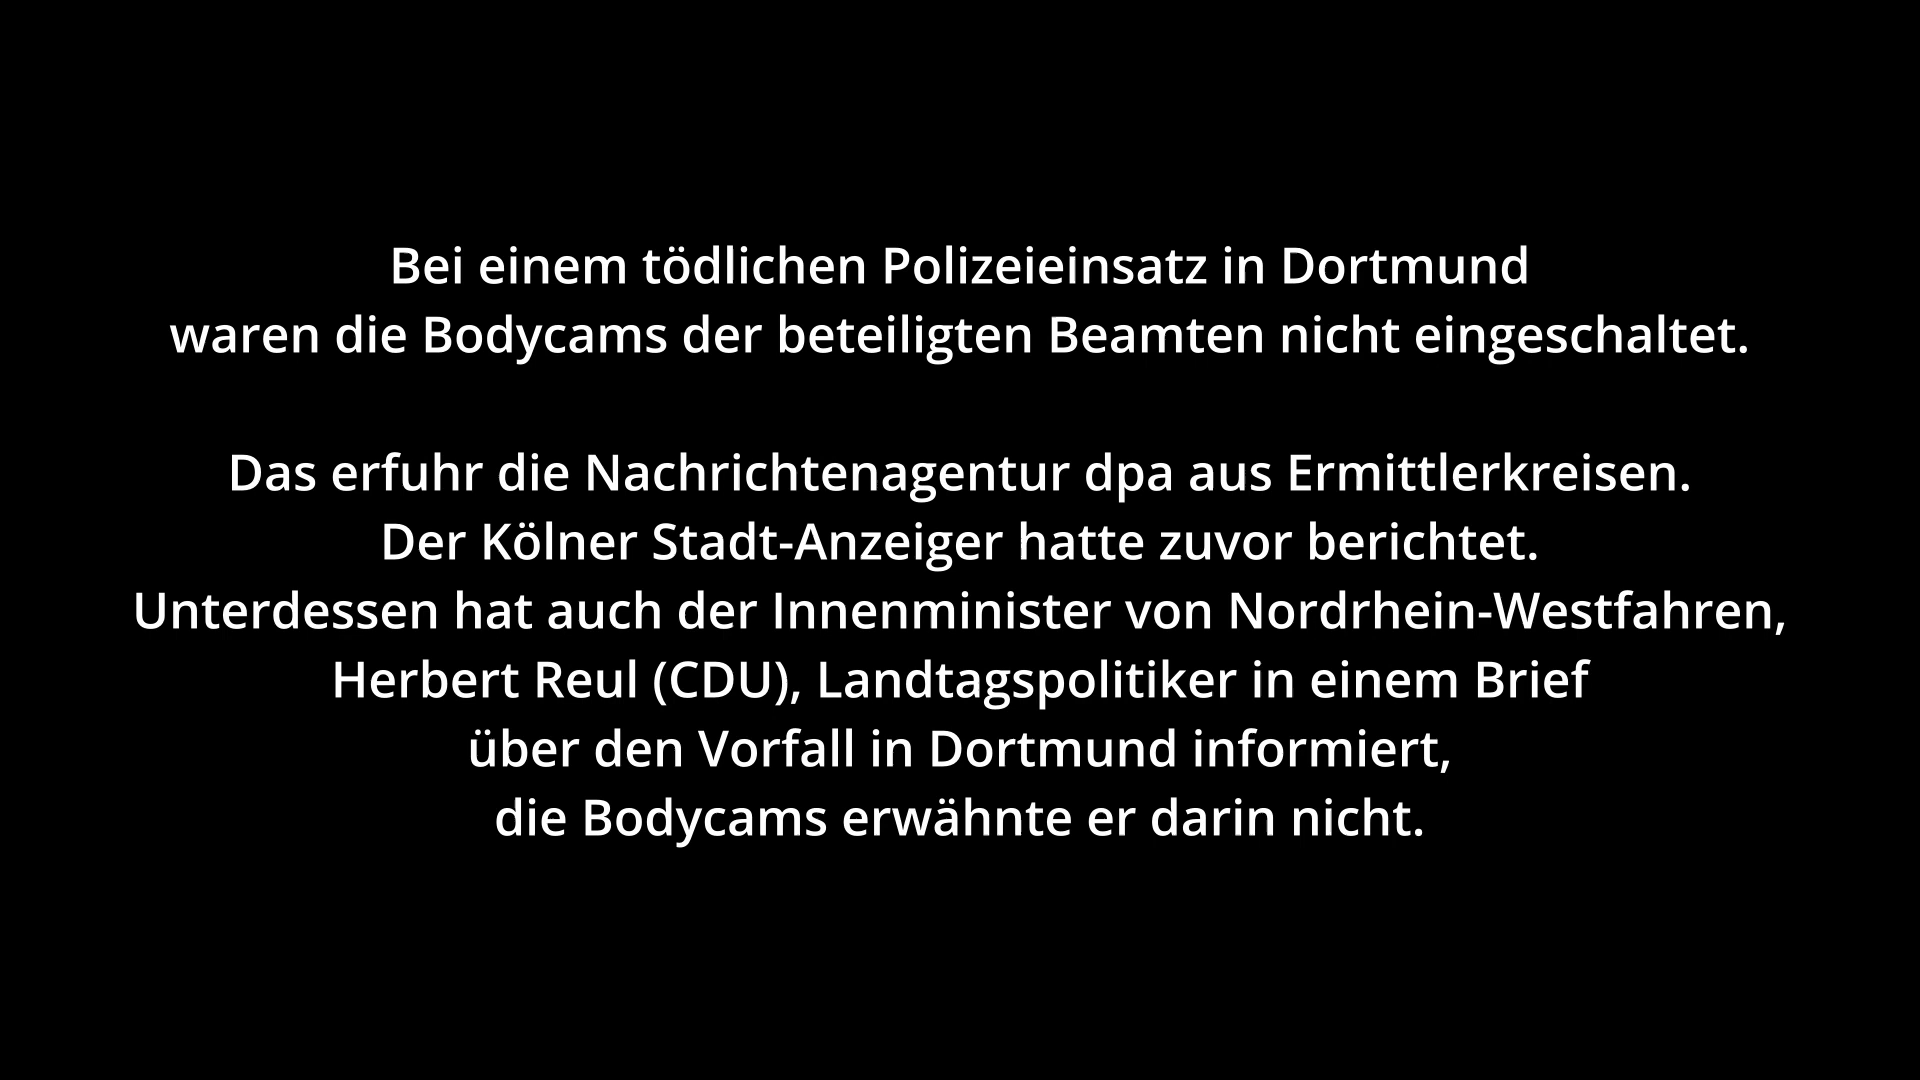 Bei einem tödlichen Polizeieinsatz in Dortmund
waren die Bodycams der beteiligten Beamten nicht eingeschaltet.
Das erfuhr die Nachrichtenagentur dpa aus Ermittlerkreisen.
Der Kölner Stadt-Anzeiger hatte zuvor berichtet.
Unterdessen hat auch der Innenminister von Nordrhein-Westfahren,
Herbert Reul (CDU), Landtagspolitiker in einem Brief
über den Vorfall in Dortmund informiert,
die Bodycams erwähnte er darin nicht.